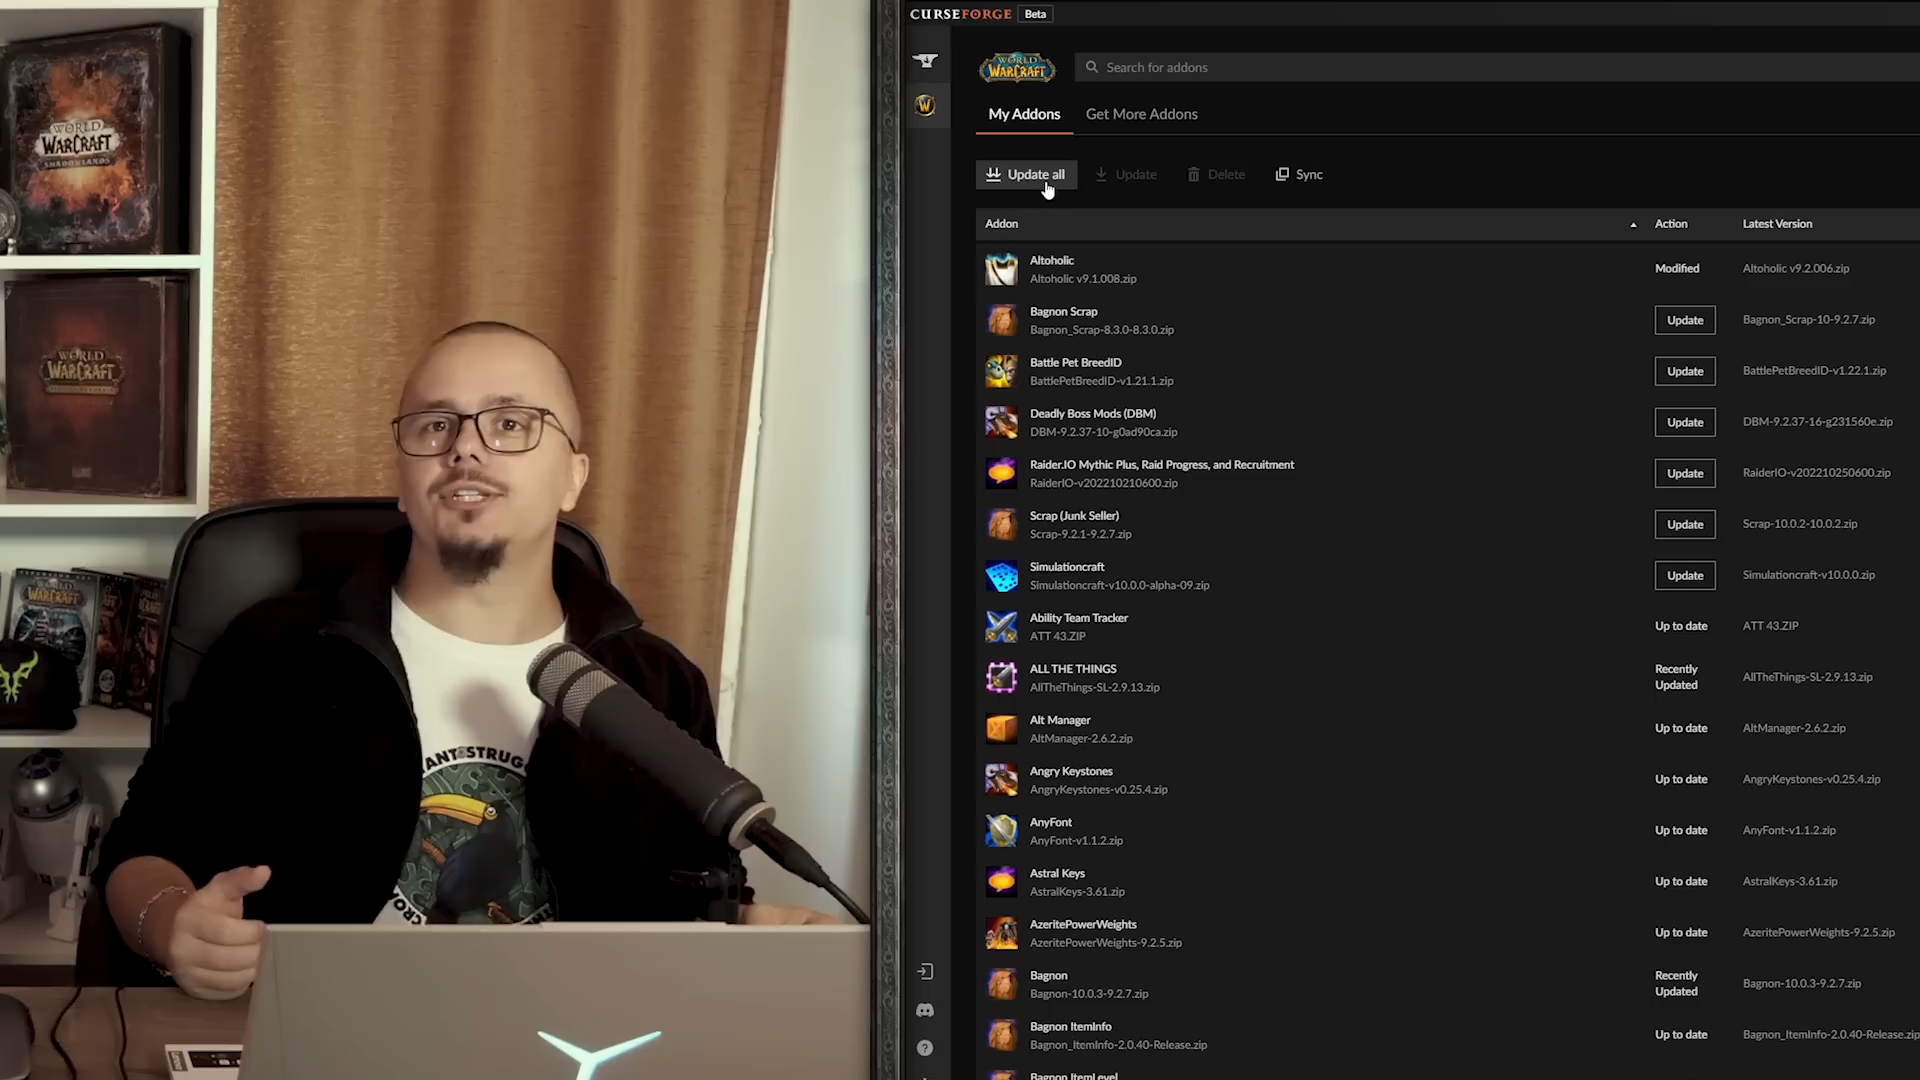 WORLD
WARCRAFT
SHADOWLANDS
WORLD
WARCRAFT
WARCRAFT
ANT STRUG
CRO
Lenovo
CURSEFORGE Beta
WORLD
WARCRAFT
Search for addons
My Addons Get More Addons
Update all Update Delete Sync
Addon Action Latest Version
Altoholic
Altoholic v9.1.008.zip
Modified
Altoholic v9.2.006.zip
Bagnon Scrap
Bagnon_Scrap-8.3.0-8.3.0.zip
Update
Bagnon_Scrap-10-9.2.7.zip
Battle Pet BreedID
BattlePetBreedID-v1.21.1.zip
Update
BattlePetBreedID-v1.22.1.zip
Deadly Boss Mods (DBM)
DBM-9.2.37-10-g0ad90ca.zip
Update
DBM-9.2.37-16-g231560e.zip
Raider.IO Mythic Plus, Raid Progress, and Recruitment
RaiderIO-v202210210600.zip
Update
RaiderIO-v202210250600.zip
Scrap (Junk Seller)
Scrap-9.2.1-9.2.7.zip
Update
Scrap-10.0.2-10.0.2.zip
Simulationcraft
Simulationcraft-v10.0.0-alpha-09.zip
Update
Simulationcraft-v10.0.0.zip
Ability Team Tracker
ATT 43.ZIP
Up to date
ATT 43.ZIP
ALL THE THINGS
AllTheThings-SL-2.9.13.zip
Recently
Updated
AllTheThings-SL-2.9.13.zip
Alt Manager
AltManager-2.6.2.zip
Up to date
AltManager-2.6.2.zip
Angry Keystones
AngryKeystones-v0.25.4.zip
Up to date
AngryKeystones-v0.25.4.zip
AnyFont
AnyFont-v1.1.2.zip
Up to date
AnyFont-v1.1.2.zip
Astral Keys
AstralKeys-3.61.zip
Up to date
AstralKeys-3.61.zip
AzeritePowerWeights
AzeritePowerWeights-9.2.5.zip
Up to date
AzeritePowerWeights-9.2.5.zip
Bagnon
Bagnon-10.0.3-9.2.7.zip
Recently
Updated
Bagnon-10.0.3-9.2.7.zip
Bagnon ItemInfo
Bagnon_ItemInfo-2.0.40-Release.zip
Up to date
Bagnon_ItemInfo-2.0.40-Release.zip
Bagnon ItemLevel